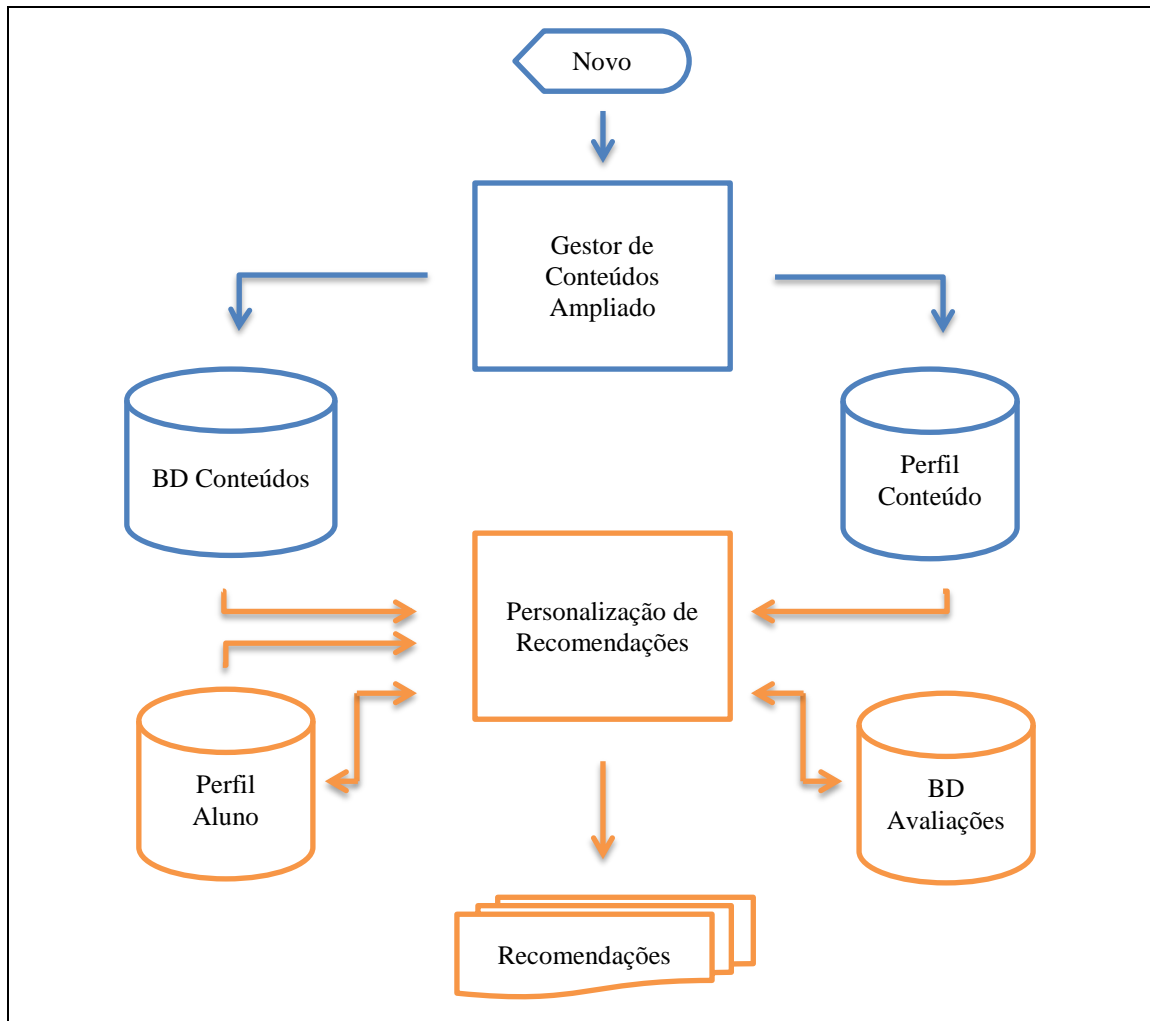 Novo
Gestor de
Conteúdos
Ampliado
BD Conteúdos
Perfil
Conteúdo
Personalização de
Recomendações
Perfil
Aluno
BD
Avaliações
Recomendações